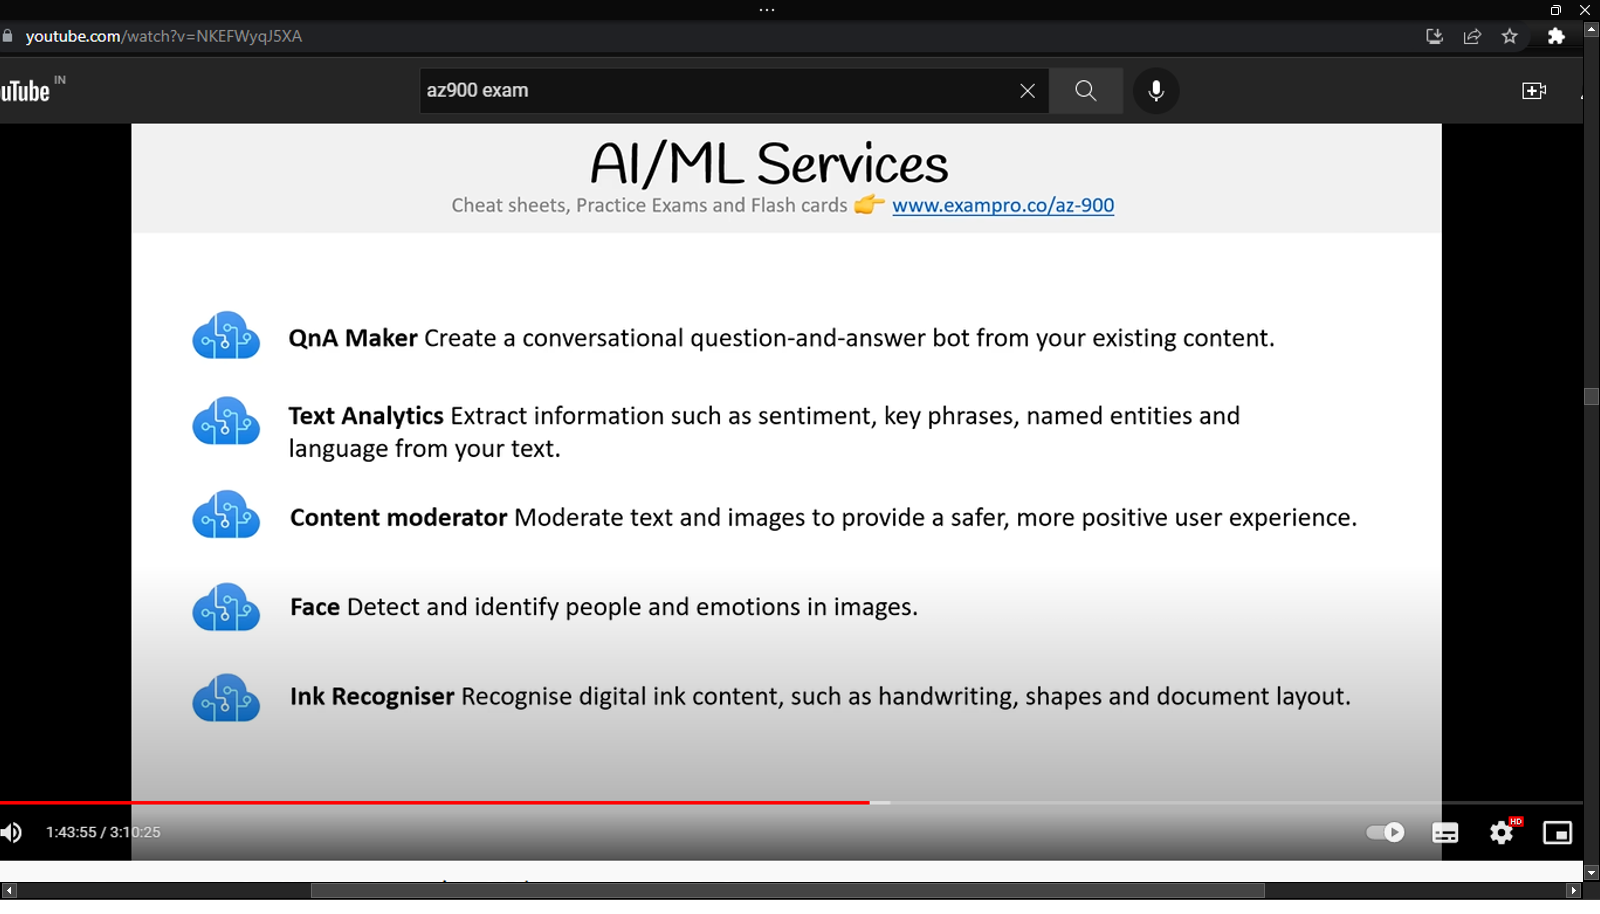 youtube.com/watch?v=NKEFWyqJ5XA
uTube IN
az900 exam
AI/ML Services
Cheat sheets, Practice Exams and Flash cards 👉 www.exampro.co/az-900
QnA Maker Create a conversational question-and-answer bot from your existing content.
Text Analytics Extract information such as sentiment, key phrases, named entities and
language from your text.
Content moderator Moderate text and images to provide a safer, more positive user experience.
Face Detect and identify people and emotions in images.
Ink Recogniser Recognise digital ink content, such as handwriting, shapes and document layout.
1:43:55 / 3:10:25
HD